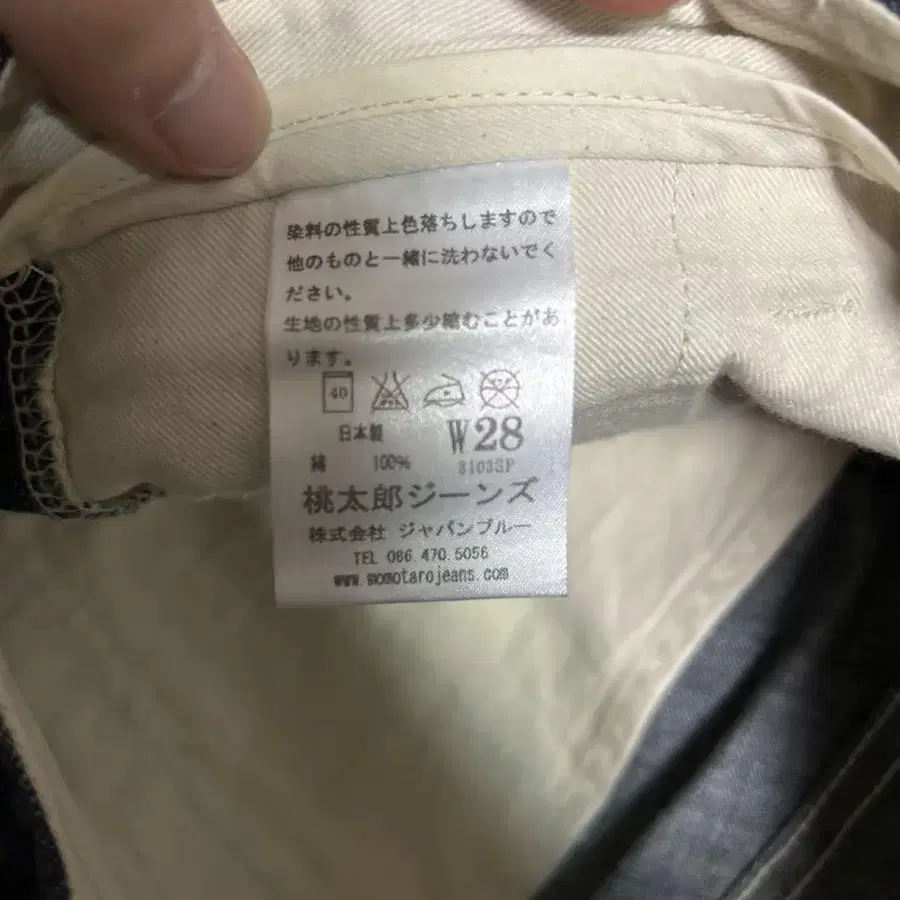 染料の性質上色落ちしますので
他のものと一緒に洗わないでく
ださい。
生地の性質上多少縮むことがあ
ります。
40
日本製 W28
綿 100% 3103SP
桃太郎ジーンズ
株式会社 ジャパンブルー
TEL 086.470.5056
www.momotarojeans.com